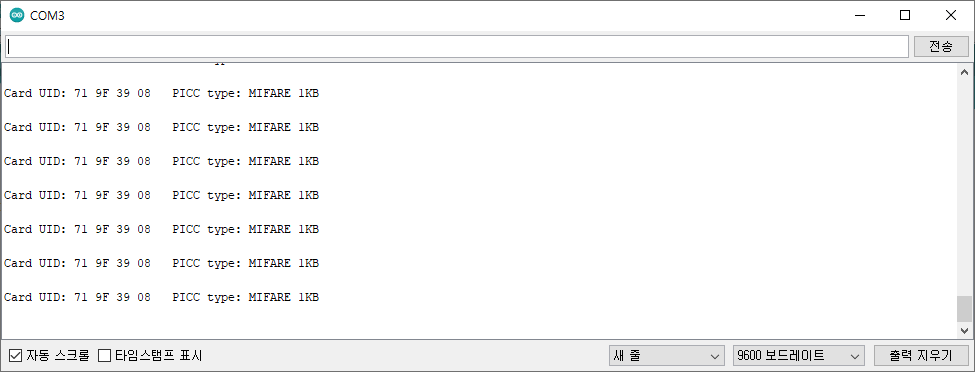 COM3
전송
Card UID: 71 9F 39 08   PICC type: MIFARE 1KB
Card UID: 71 9F 39 08   PICC type: MIFARE 1KB
Card UID: 71 9F 39 08   PICC type: MIFARE 1KB
Card UID: 71 9F 39 08   PICC type: MIFARE 1KB
Card UID: 71 9F 39 08   PICC type: MIFARE 1KB
Card UID: 71 9F 39 08   PICC type: MIFARE 1KB
Card UID: 71 9F 39 08   PICC type: MIFARE 1KB
자동 스크롤 타임스탬프 표시 새 줄 9600 보드레이트 출력 지우기